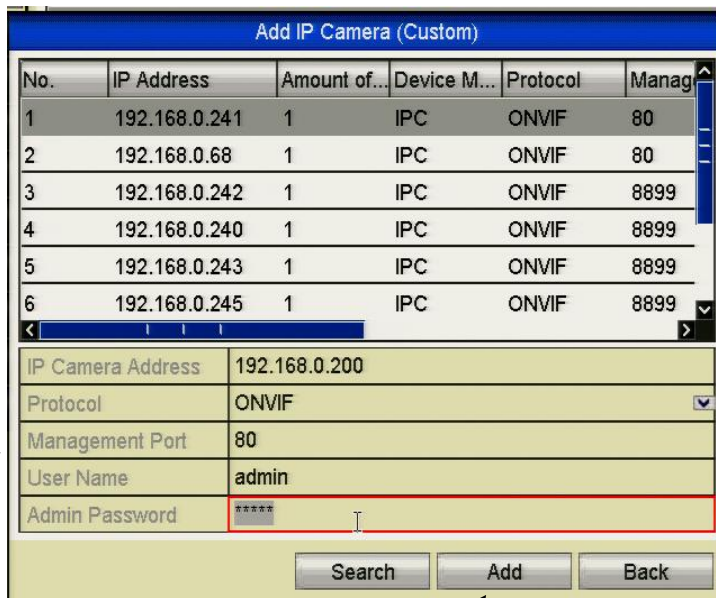 Add IP Camera (Custom)
No. IP Address Amount of... Device M... Protocol Manag
1 192.168.0.241 1 IPC ONVIF 80
2 192.168.0.68 1 IPC ONVIF 80
3 192.168.0.242 1 IPC ONVIF 8899
4 192.168.0.240 1 IPC ONVIF 8899
5 192.168.0.243 1 IPC ONVIF 8899
6 192.168.0.245 1 IPC ONVIF 8899
IP Camera Address 192.168.0.200
Protocol ONVIF
Management Port 80
User Name admin
Admin Password *****
Search Add Back